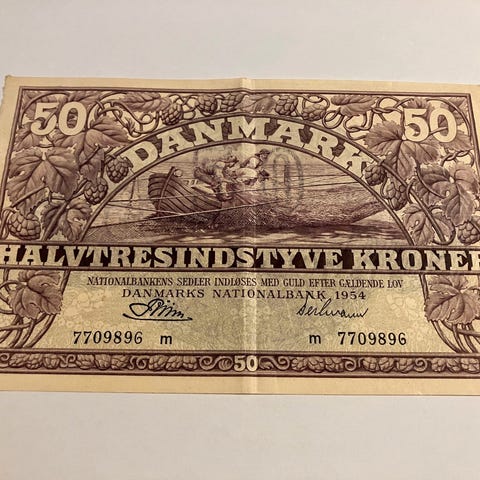 50 50
DANMARK
HALVTRESINDSTYVE KRONER
NATIONALBANKENS SEDLER INDLØSES MED GULD EFTER GÆLDENDE LOV
DANMARKS NATIONALBANK 1954
7709896 m m 7709896
50